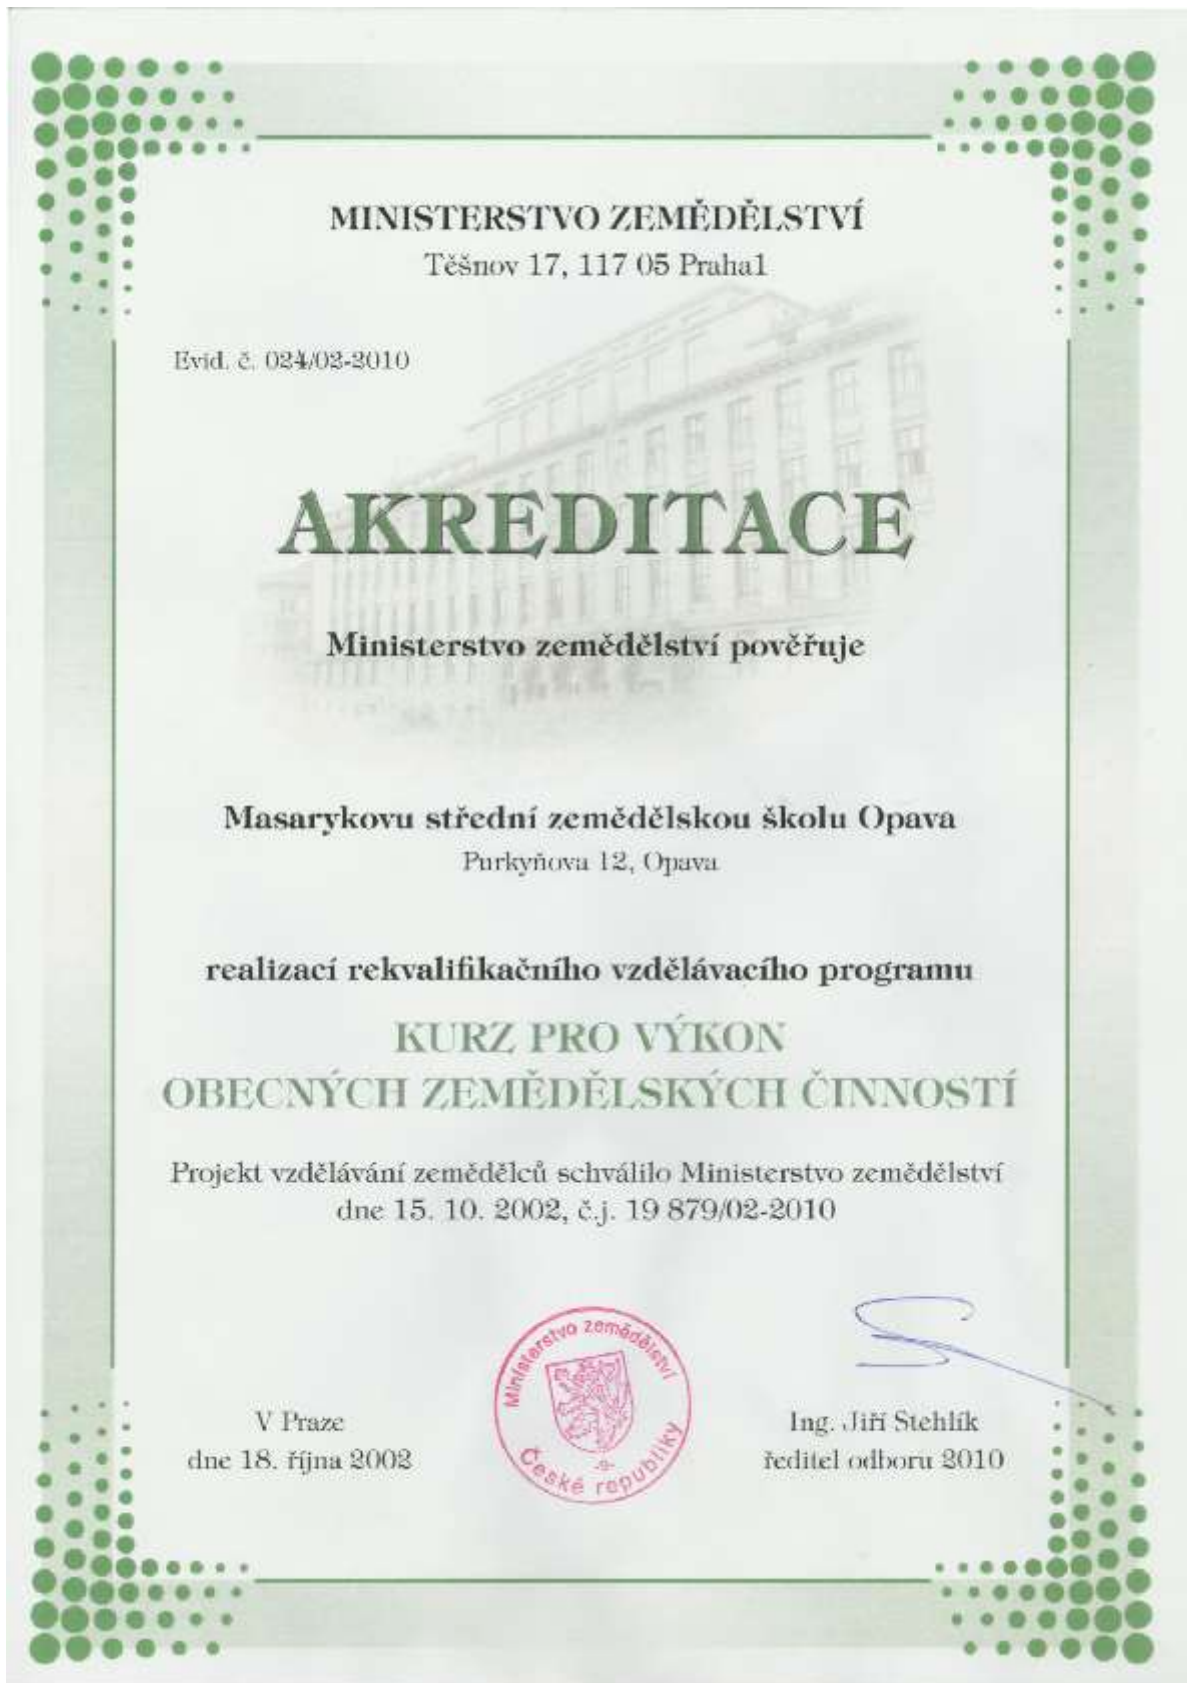 MINISTERSTVO ZEMĚDĚLSTVÍ
Těšnov 17, 117 05 Praha1
Evid. č. 024/02-2010
AKREDITACE
Ministerstvo zemědělství pověřuje
Masarykovu střední zemědělskou školu Opava
Purkyňova 12, Opava
realizací rekvalifikačního vzdělávacího programu
KURZ PRO VÝKON
OBECNÝCH ZEMĚDĚLSKÝCH ČINNOSTÍ
Projekt vzdělávání zemědělců schválilo Ministerstvo zemědělství
dne 15. 10. 2002, č.j. 19 879/02-2010
Ministerstvo zemědělství
České republiky
-9-
V Praze
dne 18. října 2002
Ing. Jiří Stehlík
ředitel odboru 2010